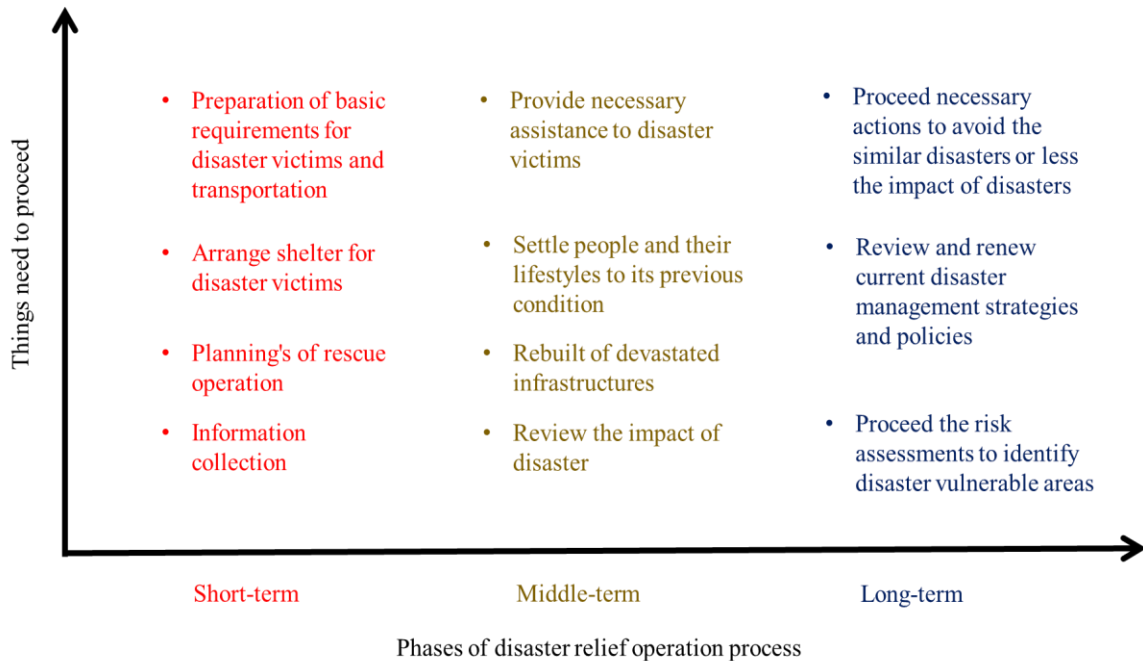 Things need to proceed
• Preparation of basic
requirements for
disaster victims and
transportation
• Arrange shelter for
disaster victims
• Planning's of rescue
operation
• Information
collection
• Provide necessary
assistance to disaster
victims
• Settle people and their
lifestyles to its previous
condition
• Rebuilt of devastated
infrastructures
• Review the impact of
disaster
• Proceed necessary
actions to avoid the
similar disasters or less
the impact of disasters
• Review and renew
current disaster
management strategies
and policies
• Proceed the risk
assessments to identify
disaster vulnerable areas
Short-term
Middle-term
Long-term
Phases of disaster relief operation process